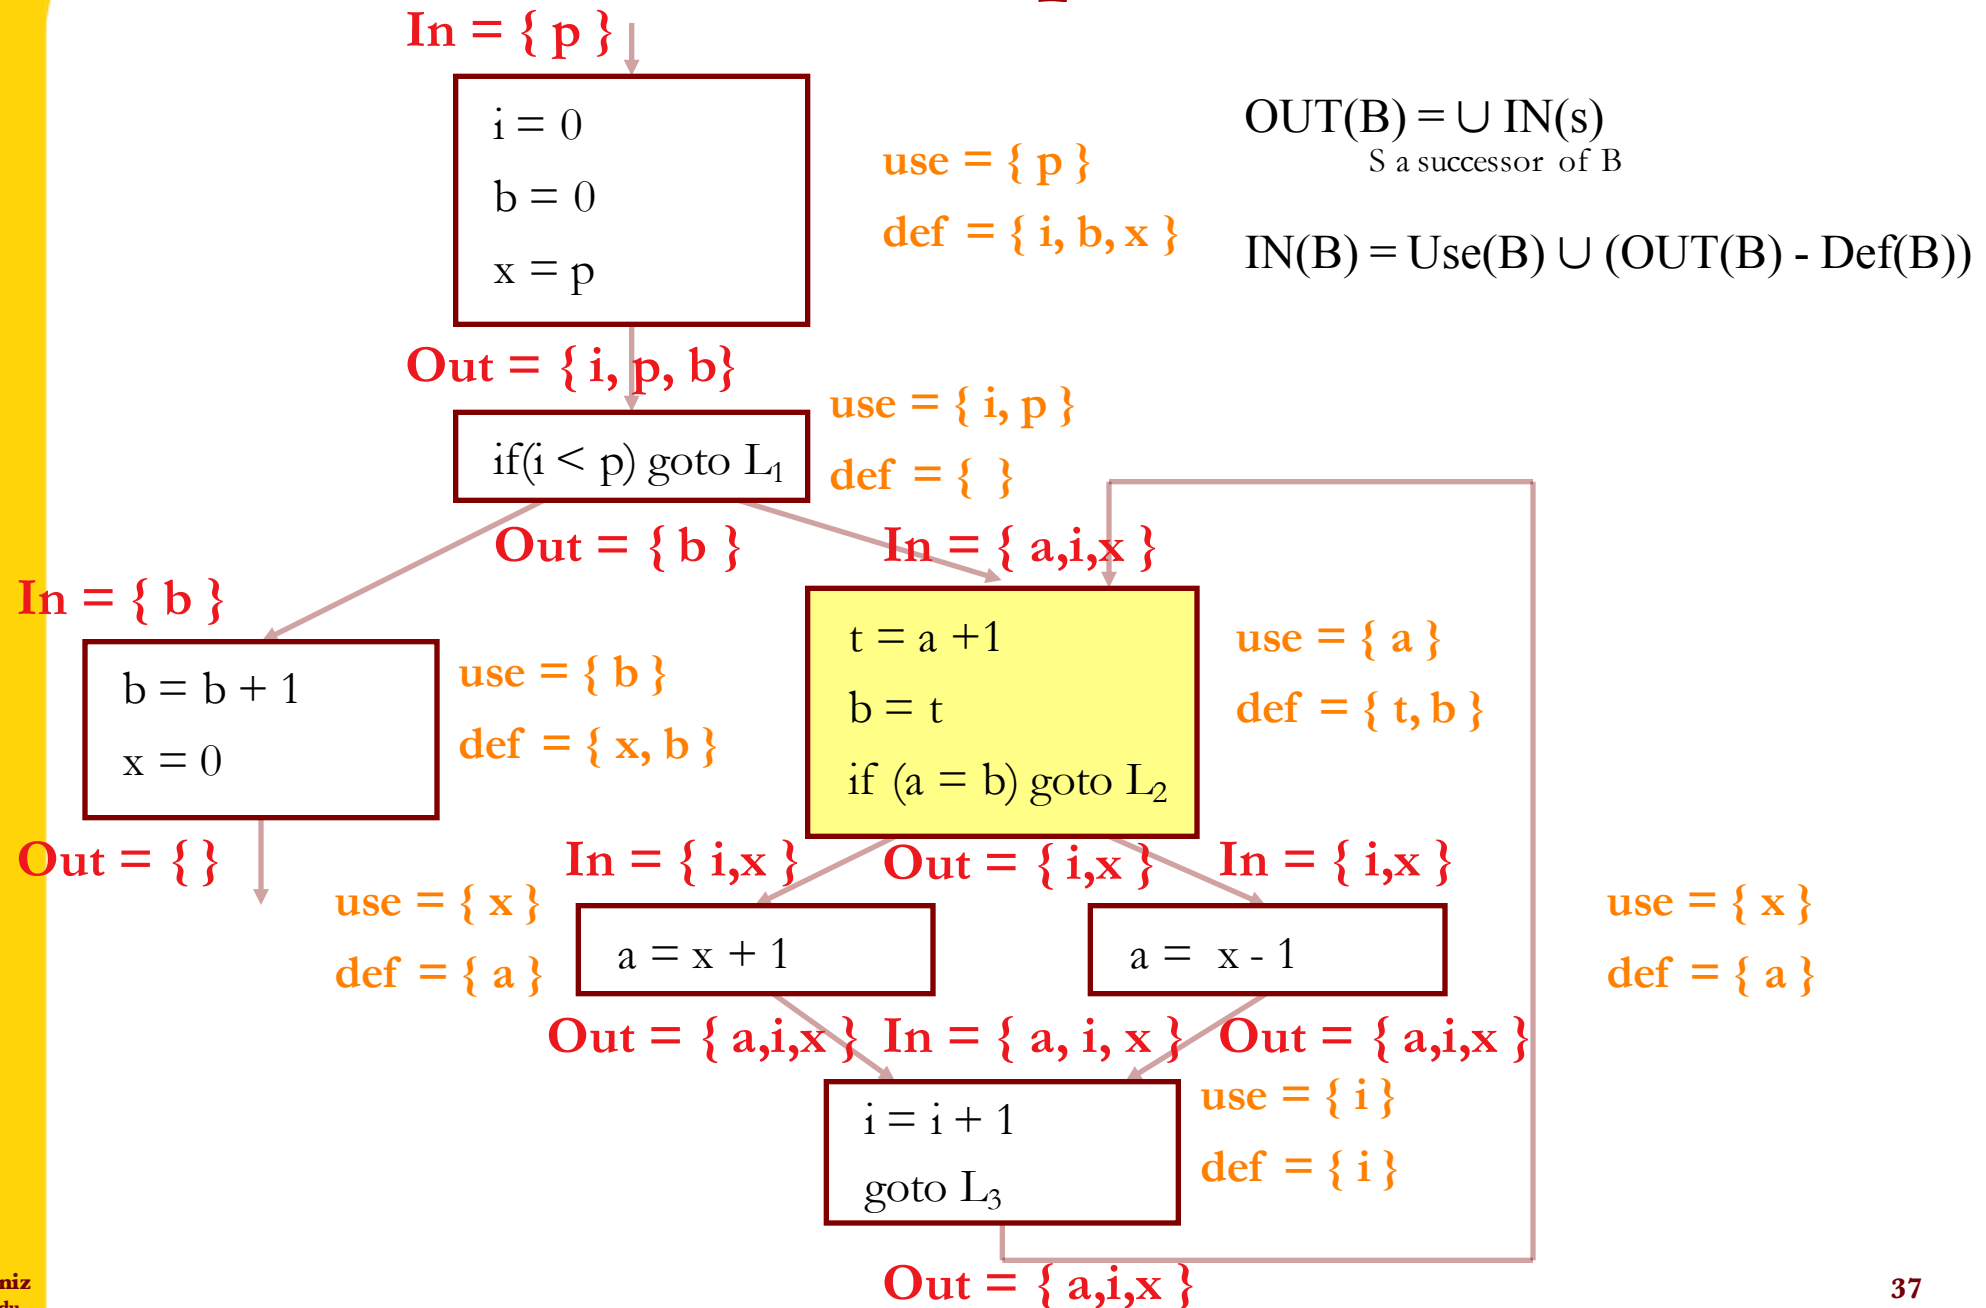 In = { p }
i = 0
b = 0
x = p
use = { p }
def = { i, b, x }
OUT(B) = ∪ IN(s)
S a successor of B
IN(B) = Use(B) ∪ (OUT(B) - Def(B))
Out = { i, p, b}
if(i < p) goto L₁
use = { i, p }
def = { }
Out = { b }
In = { a,i,x }
In = { b }
b = b + 1
x = 0
use = { b }
def = { x, b }
t = a +1
b = t
if (a = b) goto L₂
use = { a }
def = { t, b }
Out = { }
In = { i,x }
Out = { i,x }
In = { i,x }
use = { x }
def = { a }
a = x + 1
a = x - 1
use = { x }
def = { a }
Out = { a,i,x }
In = { a, i, x }
Out = { a,i,x }
i = i + 1
goto L₃
use = { i }
def = { i }
Out = { a,i,x }
niz
37